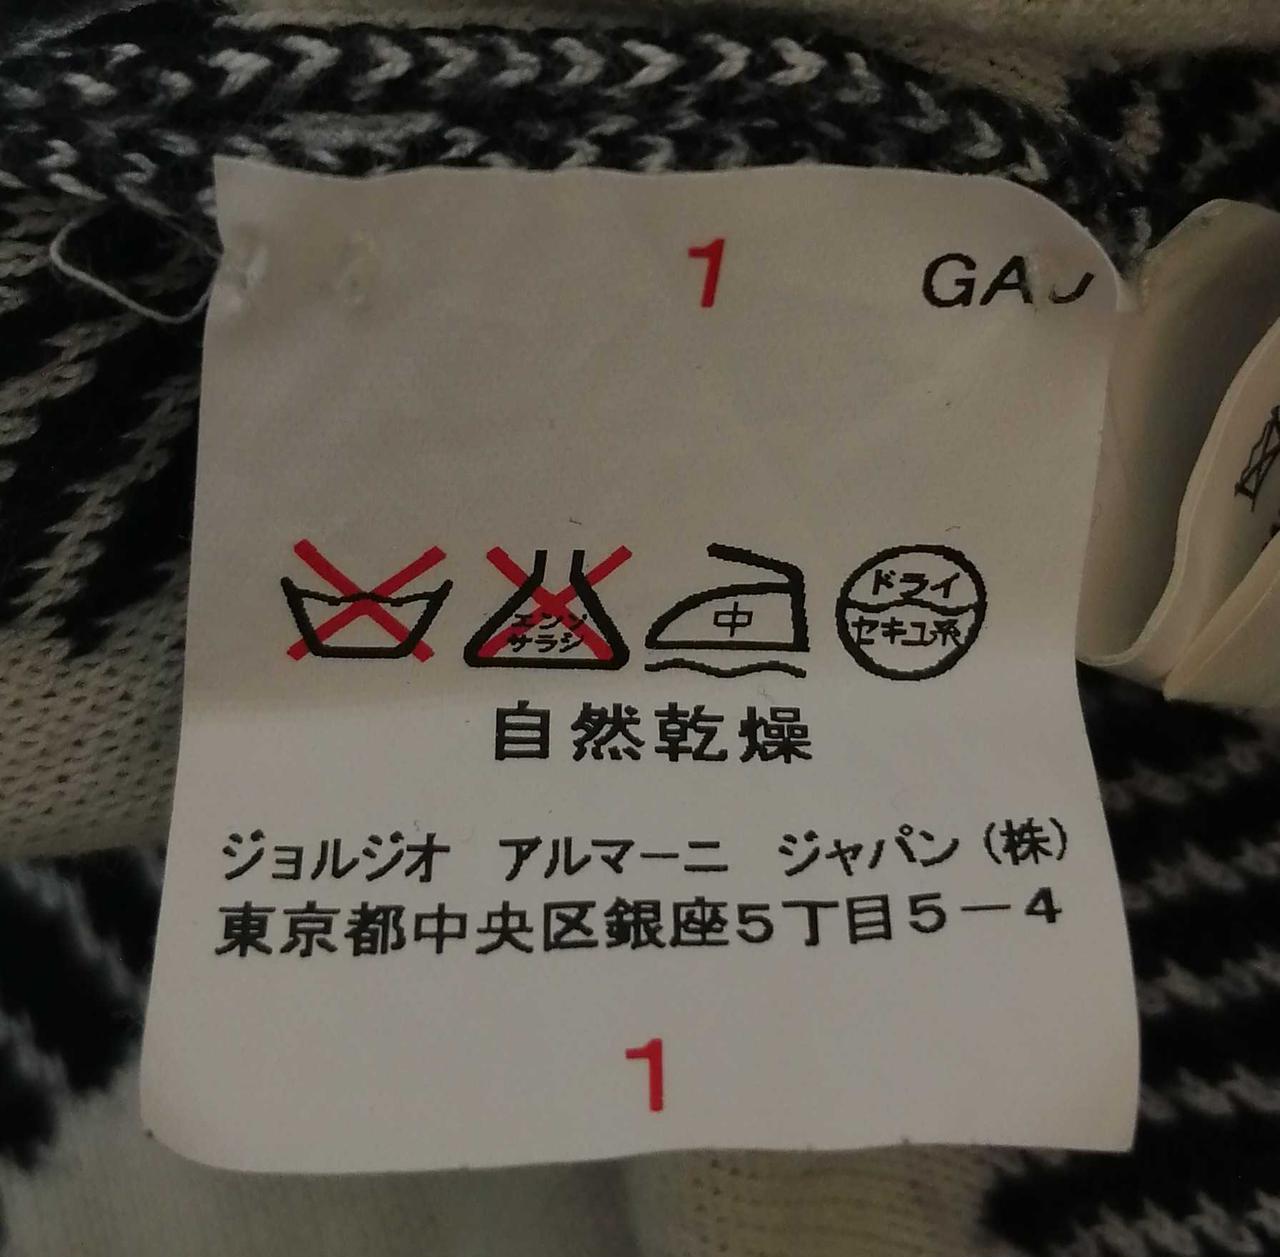 1
GAJ
エンソ
サラシ
中
ドライ
セキユ系
自然乾燥
ジョルジオ アルマーニ ジャパン(株)
東京都中央区銀座5丁目5-4
1